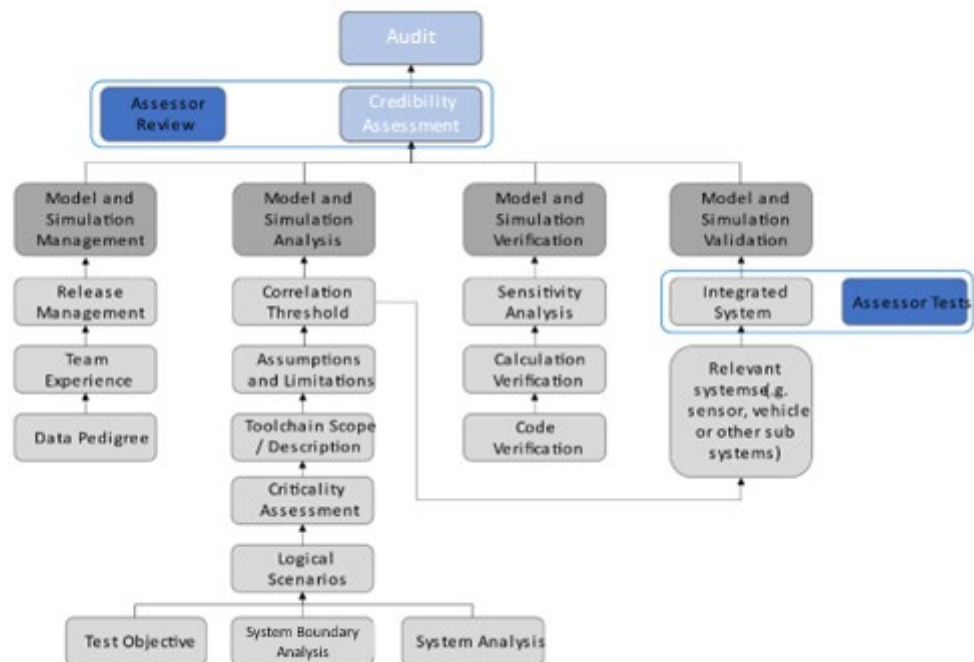 Audit
Assessor
Review
Credibility
Assessment
Model and
Simulation
Management
Model and
Simulation
Analysis
Model and
Simulation
Verification
Model and
Simulation
Validation
Release
Management
Correlation
Threshold
Sensitivity
Analysis
Integrated
System
Assessor Tests
Team
Experience
Assumptions
and Limitations
Calculation
Verification
Relevant
systemse(.g.
sensor, vehicle
or other sub
systems)
Data Pedigree
Toolchain Scope
/ Description
Code
Verification
Criticality
Assessment
Logical
Scenarios
Test Objective
System Boundary
Analysis
System Analysis